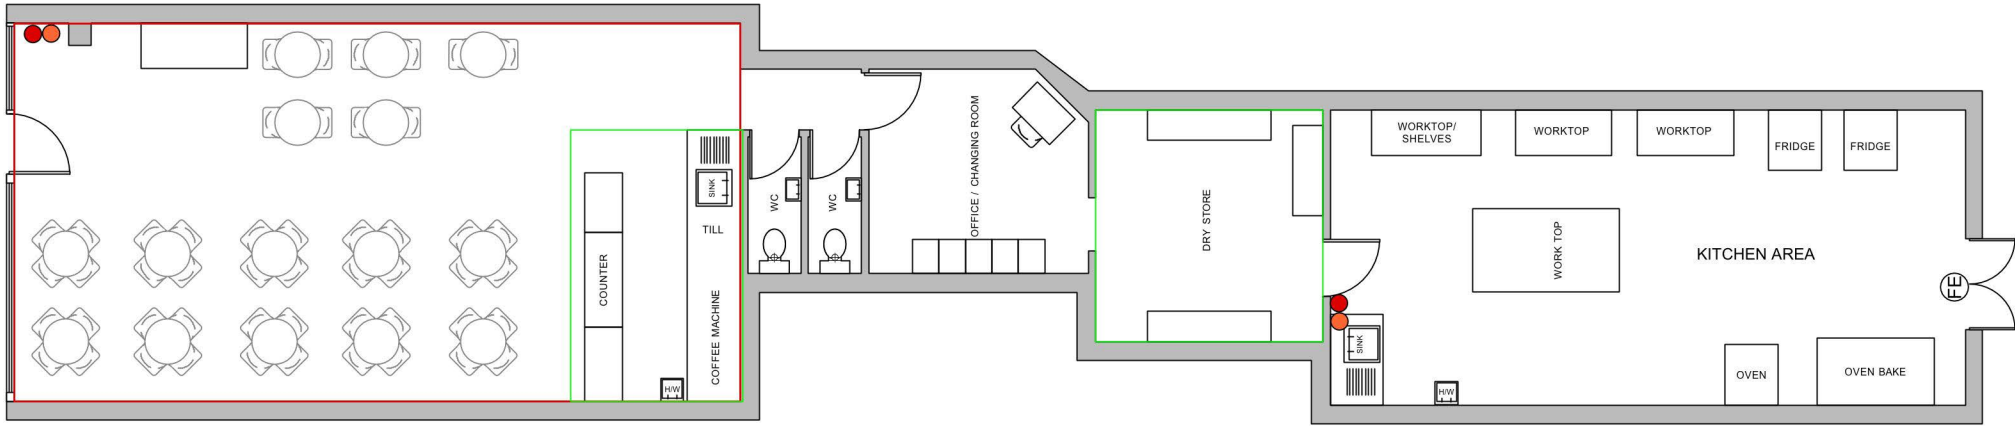 SINK
TILL
COUNTER
COFFEE MACHINE
H/W
WC
WC
OFFICE / CHANGING ROOM
DRY STORE
WORKTOP/
SHELVES
WORKTOP
WORKTOP
FRIDGE
FRIDGE
WORK TOP
KITCHEN AREA
FE
SINK
H/W
OVEN
OVEN BAKE